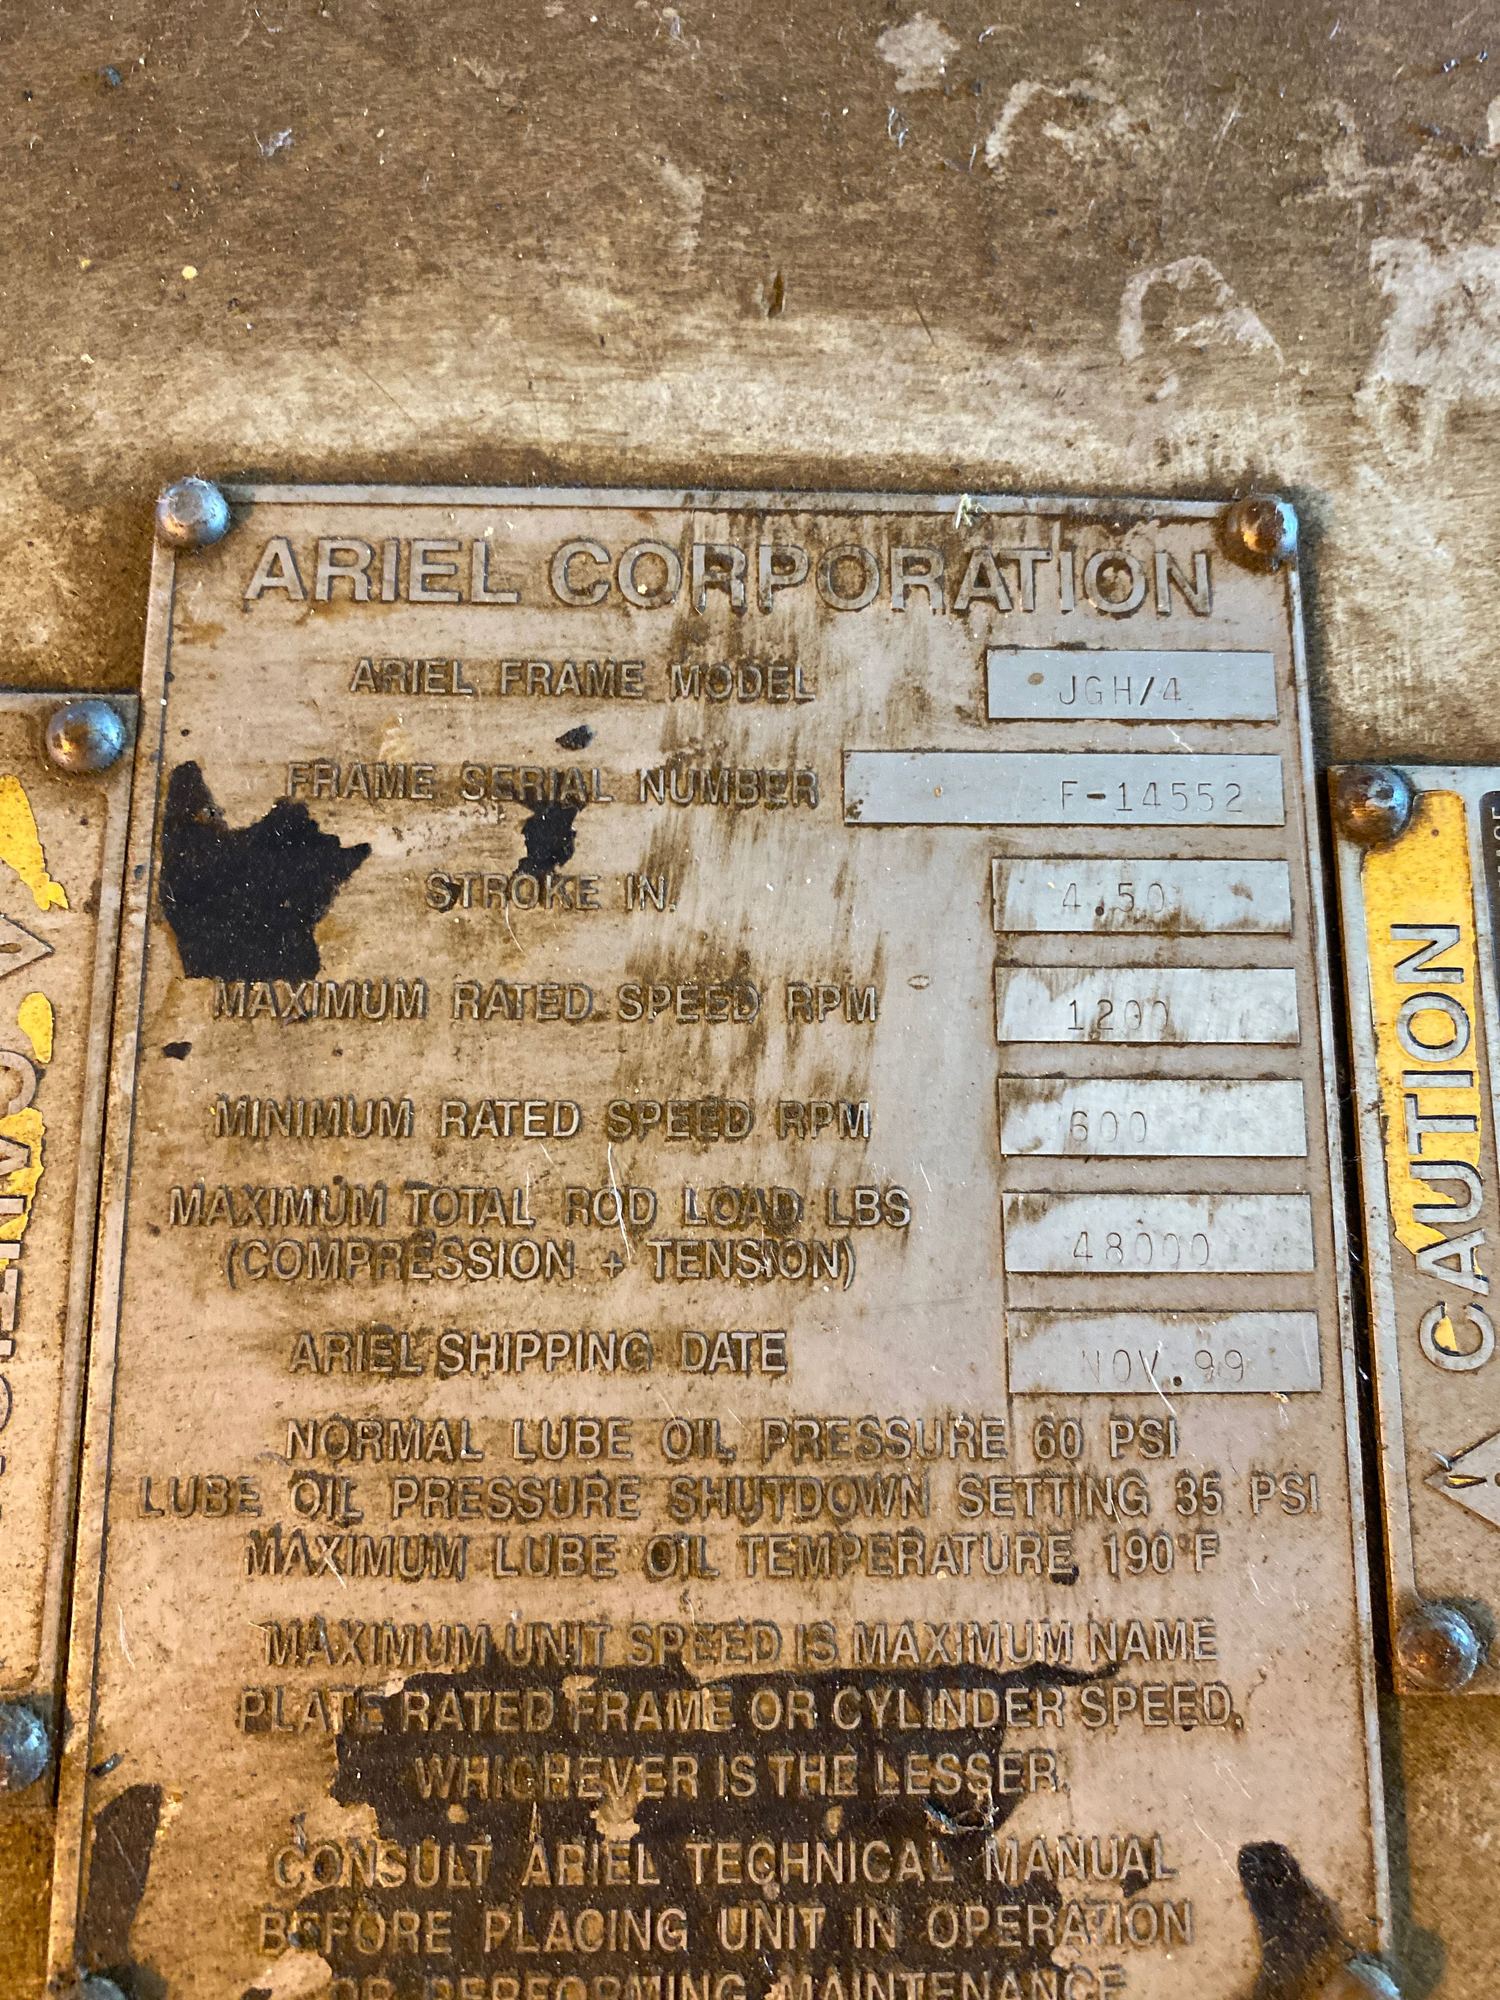 ARIEL CORPORATION
ARIEL FRAME MODEL JGH/4
FRAME SERIAL NUMBER F-14552
STROKE IN. 4.50
MAXIMUM RATED SPEED RPM 1200
MINIMUM RATED SPEED RPM 600
MAXIMUM TOTAL ROD LOAD LBS
(COMPRESSION + TENSION) 48000
ARIEL SHIPPING DATE NOV. 99
NORMAL LUBE OIL PRESSURE 60 PSI
LUBE OIL PRESSURE SHUTDOWN SETTING 35 PSI
MAXIMUM LUBE OIL TEMPERATURE 190°F
MAXIMUM UNIT SPEED IS MAXIMUM NAME
PLATE RATED FRAME OR CYLINDER SPEED,
WHICHEVER IS THE LESSER.
CONSULT ARIEL TECHNICAL MANUAL
BEFORE PLACING UNIT IN OPERATION
OR PERFORMING MAINTENANCE
CAUTION